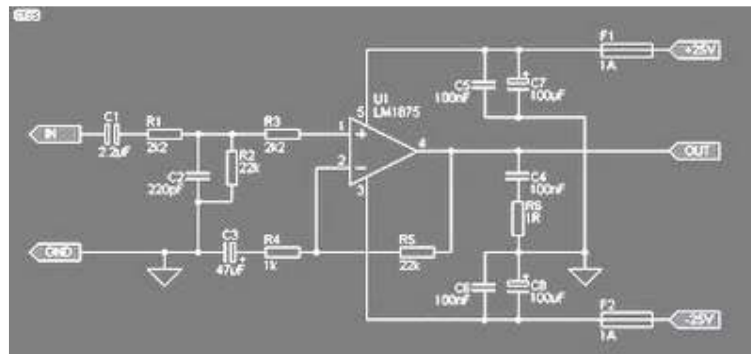 F1
+25V
1A
C5
100nF
C7
100uF
U1
LM1875
IN
C1
2.2uF
R1
2k2
R3
2k2
5
1
4
2
3
R2
22k
C2
220pF
OUT
C4
100nF
R6
1R
GND
C3
47uF
R4
1k
R5
22k
C6
100nF
C8
100uF
F2
-25V
1A